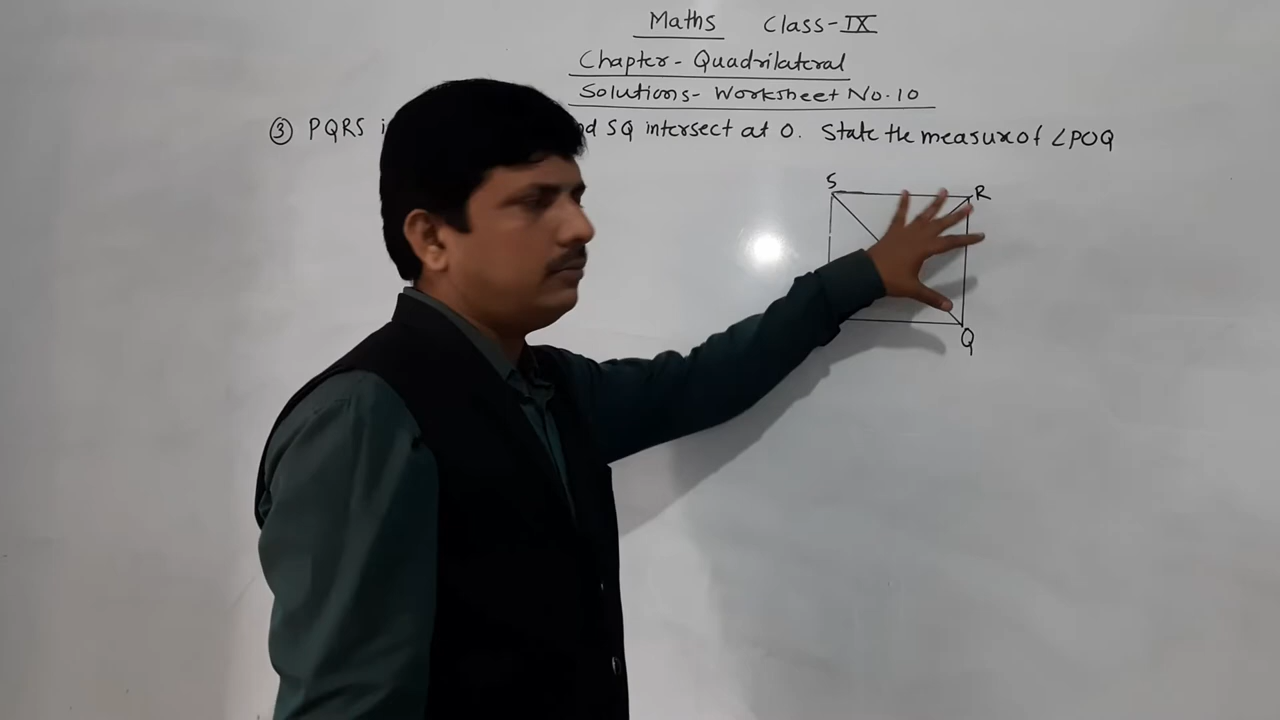 Maths Class-IX
Chapter- Quadrilateral
Solutions- Worksheet No.10
③ PQRS SQ intersect at O. State the measure of ∠POQ
S
R
Q